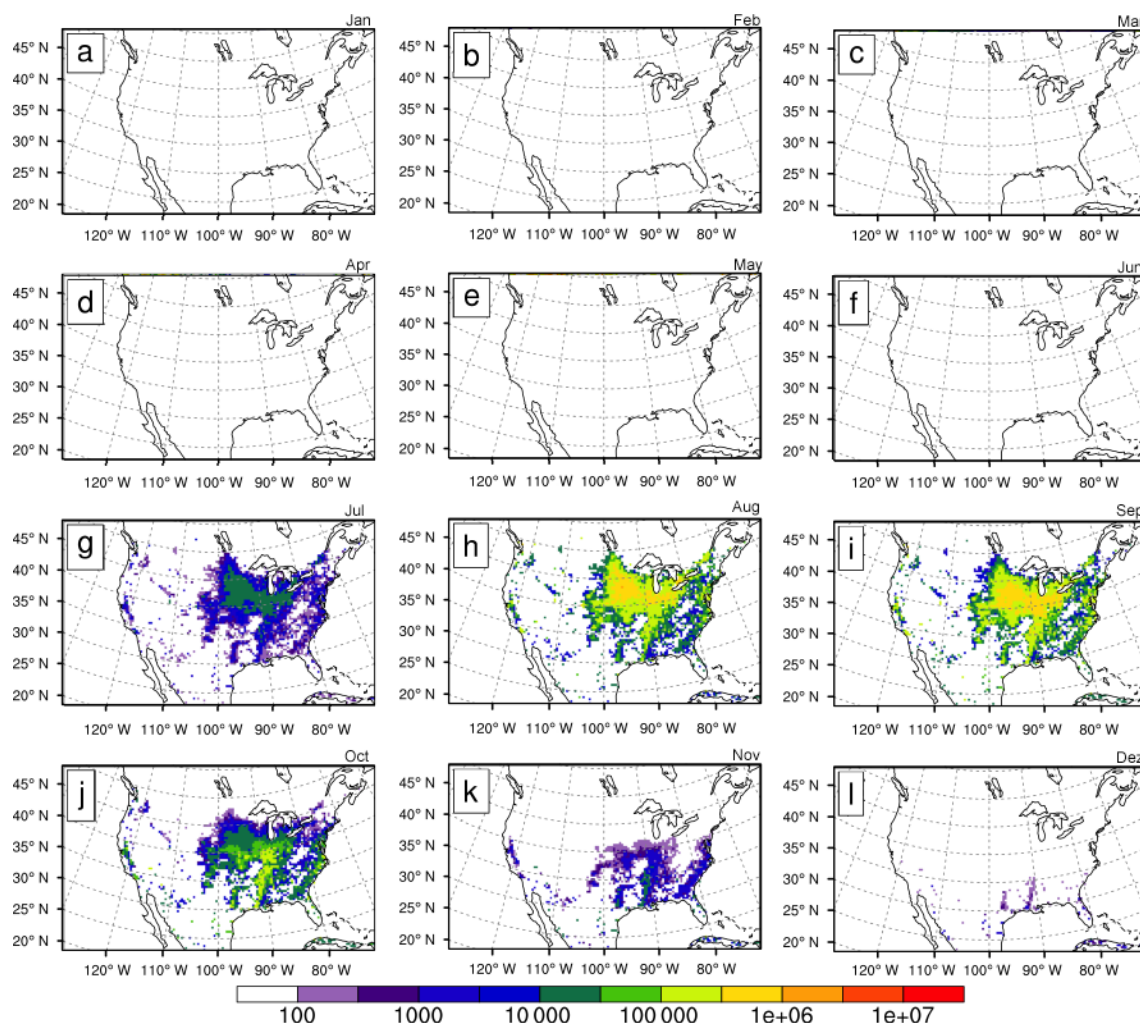 Jan Feb Mar
a b c
45° N 45° N 45° N
40° N 40° N 40° N
35° N 35° N 35° N
30° N 30° N 30° N
25° N 25° N 25° N
20° N 20° N 20° N
120° W 110° W 100° W 90° W 80° W 120° W 110° W 100° W 90° W 80° W 120° W 110° W 100° W 90° W 80° W
Apr May Jun
d e f
45° N 45° N 45° N
40° N 40° N 40° N
35° N 35° N 35° N
30° N 30° N 30° N
25° N 25° N 25° N
20° N 20° N 20° N
120° W 110° W 100° W 90° W 80° W 120° W 110° W 100° W 90° W 80° W 120° W 110° W 100° W 90° W 80° W
Jul Aug Sep
g h i
45° N 45° N 45° N
40° N 40° N 40° N
35° N 35° N 35° N
30° N 30° N 30° N
25° N 25° N 25° N
20° N 20° N 20° N
120° W 110° W 100° W 90° W 80° W 120° W 110° W 100° W 90° W 80° W 120° W 110° W 100° W 90° W 80° W
Oct Nov Dez
j k l
45° N 45° N 45° N
40° N 40° N 40° N
35° N 35° N 35° N
30° N 30° N 30° N
25° N 25° N 25° N
20° N 20° N 20° N
120° W 110° W 100° W 90° W 80° W 120° W 110° W 100° W 90° W 80° W 120° W 110° W 100° W 90° W 80° W
100 1000 10 000 100 000 1e+06 1e+07